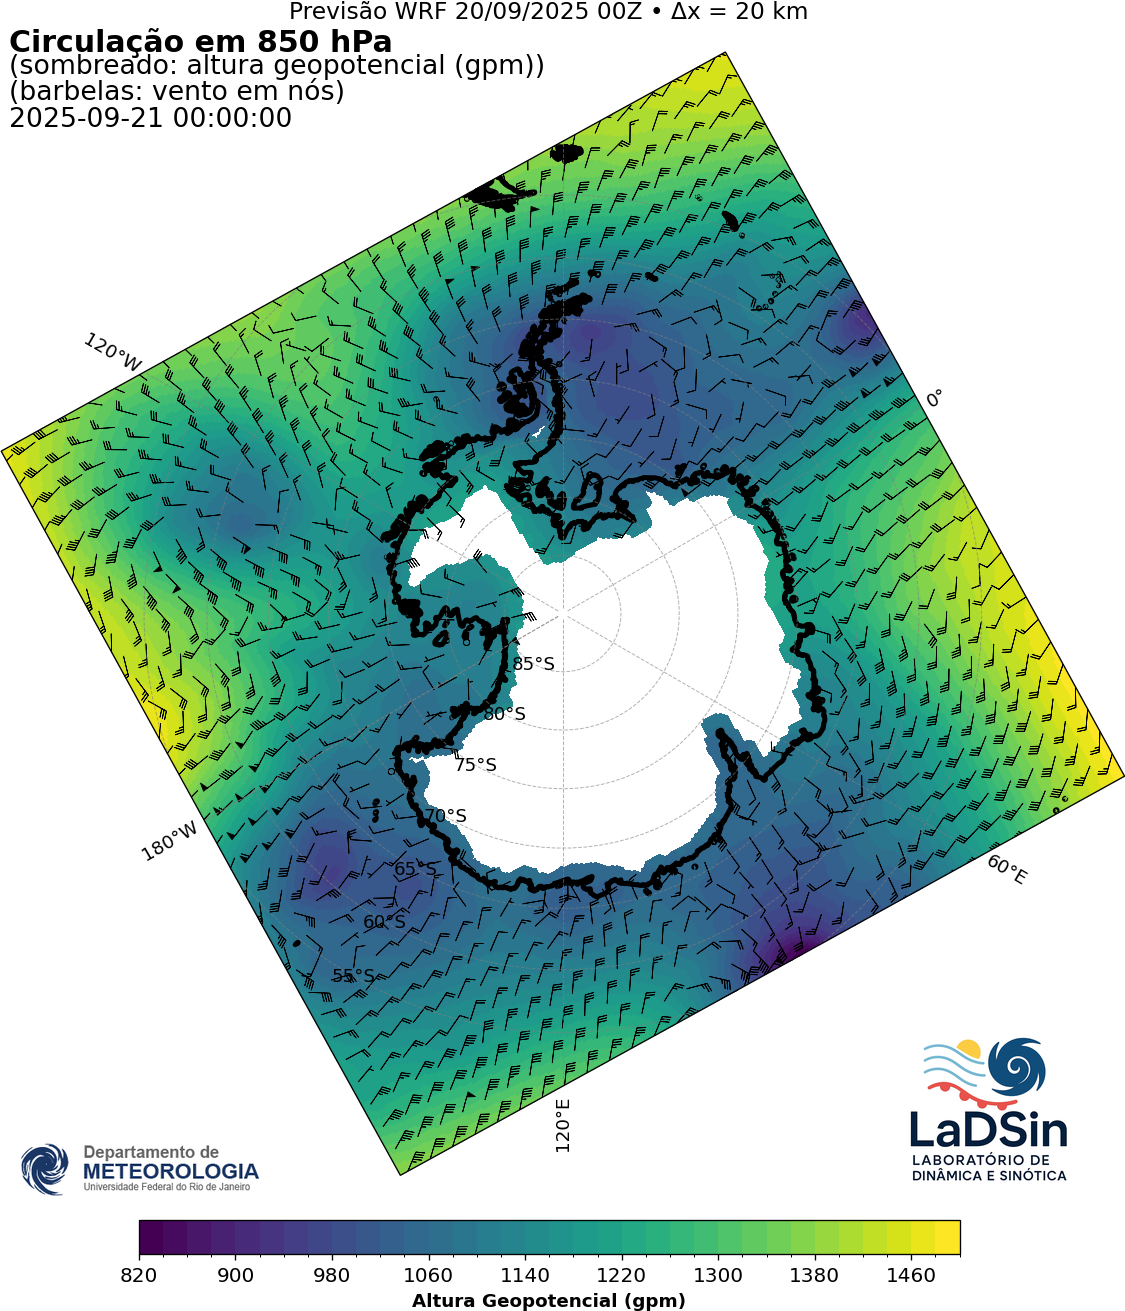 Previsão WRF 20/09/2025 00Z • Δx = 20 km
Circulação em 850 hPa
(sombreado: altura geopotencial (gpm))
(barbelas: vento em nós)
2025-09-21 00:00:00
120°W
0°
85°S
80°S
75°S
70°S
180°W
65°S
60°E
60°S
55°S
120°E
LaDSin
LABORATÓRIO DE
DINÂMICA E SINÓTICA
Departamento de
METEOROLOGIA
Universidade Federal do Rio de Janeiro
820 900 980 1060 1140 1220 1300 1380 1460
Altura Geopotencial (gpm)